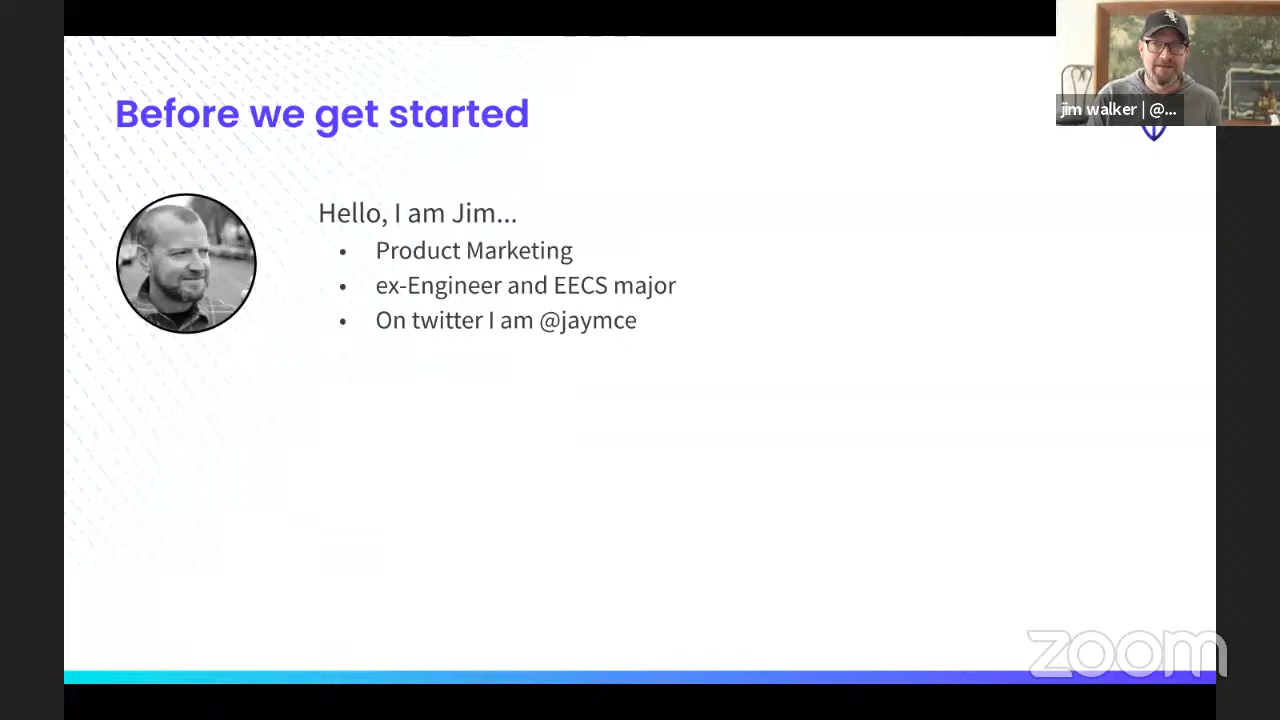 jim walker | @...
Before we get started
Hello, I am Jim...
• Product Marketing
• ex-Engineer and EECS major
• On twitter I am @jaymce
zoom